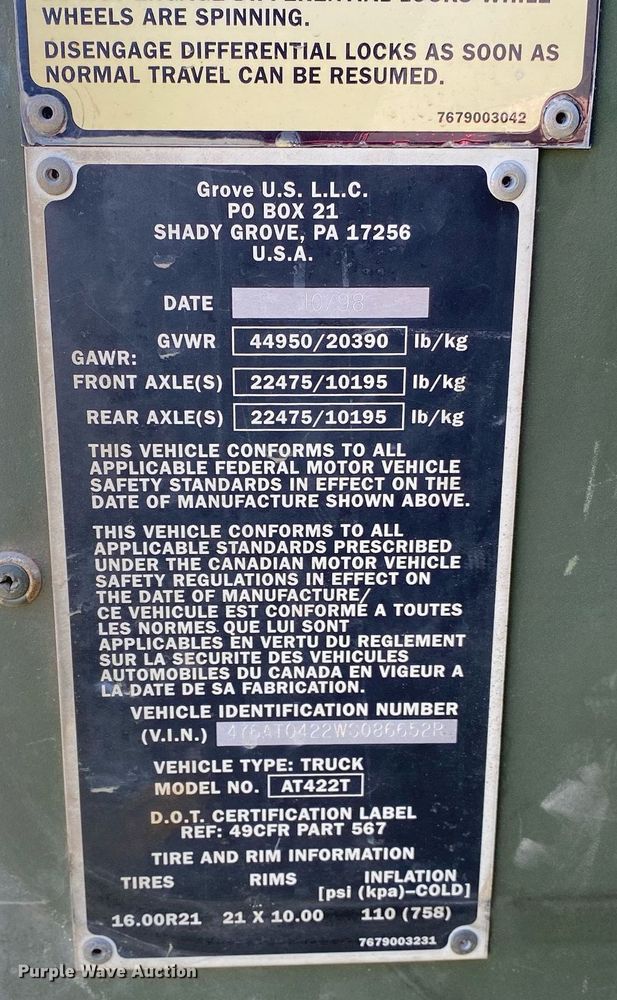 WHEELS ARE SPINNING.
DISENGAGE DIFFERENTIAL LOCKS AS SOON AS
NORMAL TRAVEL CAN BE RESUMED.
7679003042
Grove U.S. L.L.C.
PO BOX 21
SHADY GROVE, PA 17256
U.S.A.
DATE 10/98
GVWR 44950/20390 lb/kg
GAWR:
FRONT AXLE(S) 22475/10195 lb/kg
REAR AXLE(S) 22475/10195 lb/kg
THIS VEHICLE CONFORMS TO ALL
APPLICABLE FEDERAL MOTOR VEHICLE
SAFETY STANDARDS IN EFFECT ON THE
DATE OF MANUFACTURE SHOWN ABOVE.
THIS VEHICLE CONFORMS TO ALL
APPLICABLE STANDARDS PRESCRIBED
UNDER THE CANADIAN MOTOR VEHICLE
SAFETY REGULATIONS IN EFFECT ON
THE DATE OF MANUFACTURE/
CE VEHICULE EST CONFORME A TOUTES
LES NORMES QUE LUI SONT
APPLICABLES EN VERTU DU REGLEMENT
SUR LA SECURITE DES VEHICULES
AUTOMOBILES DU CANADA EN VIGEUR A
LA DATE DE SA FABRICATION.
VEHICLE IDENTIFICATION NUMBER
(V.I.N.)
VEHICLE TYPE: TRUCK
MODEL NO. AT422T
D.O.T. CERTIFICATION LABEL
REF: 49CFR PART 567
TIRE AND RIM INFORMATION
TIRES RIMS INFLATION
[psi (kpa)–COLD]
16.00R21 21 X 10.00 110 (758)
7679003231
Purple Wave Auction